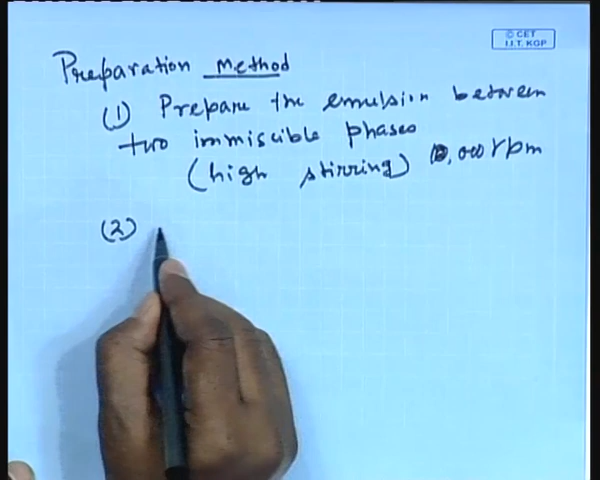 © CET
I.I.T. KGP
Preparation Method
(1) Prepare the emulsion between
two immiscible phases
(high stirring) 10,000 rpm
(2)